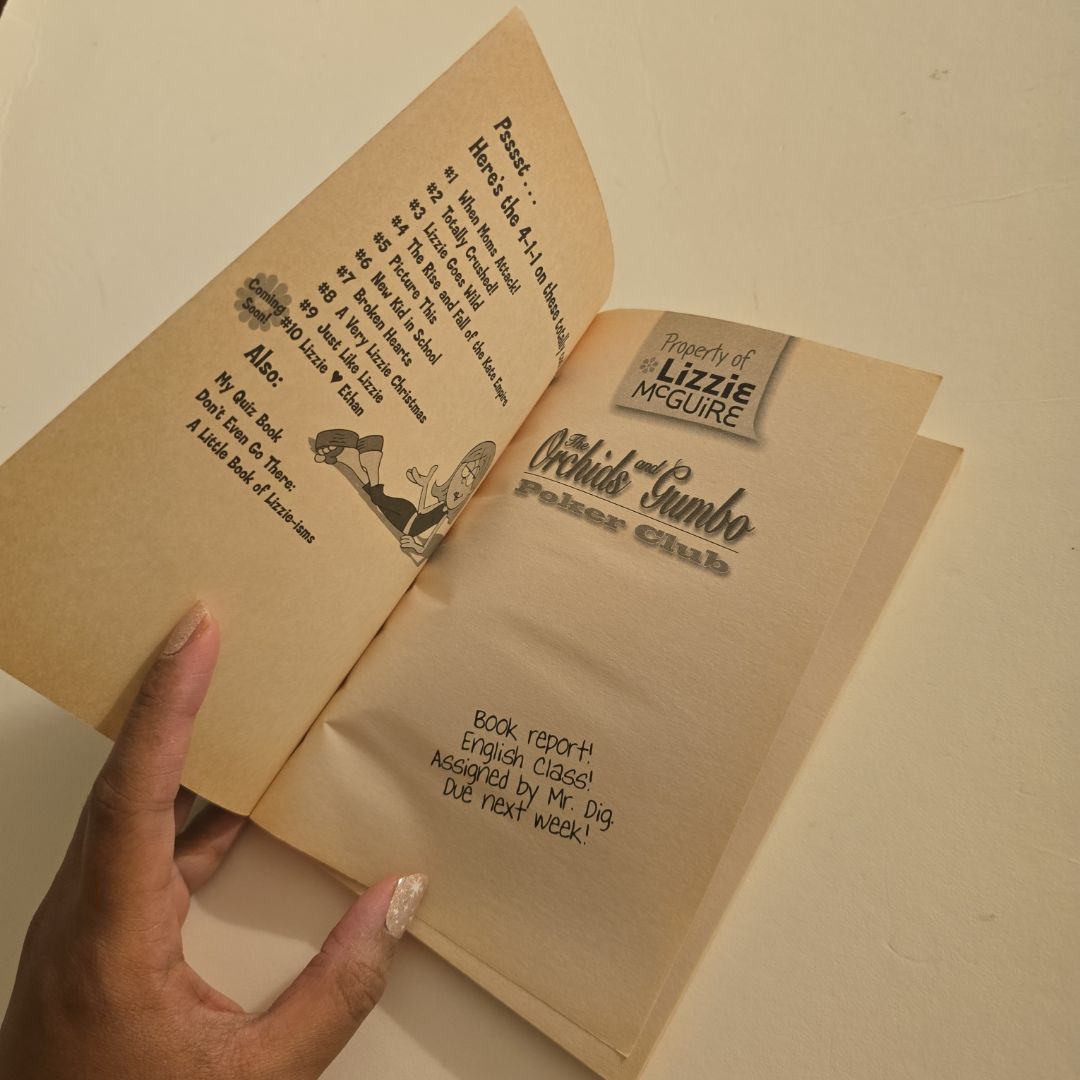 Psssst . . .
Here's the 4-1-1 on these totally
#1 When Moms Attack!
#2 Totally Crushed!
#3 Lizzie Goes Wild
#4 The Rise and Fall of the Kate Empire
#5 Picture This
#6 New Kid in School
#7 Broken Hearts
#8 A Very Lizzie Christmas
#9 Just Like Lizzie
Coming Soon!
#10 Lizzie ♥ Ethan
Also:
My Quiz Book
Don't Even Go There:
A Little Book of Lizzie-isms
Property of
LIZZIE
McGUIRE
The Orchids and Gumbo
Poker Club
Book report!
English Class!
Assigned by Mr. Dig.
Due next week!